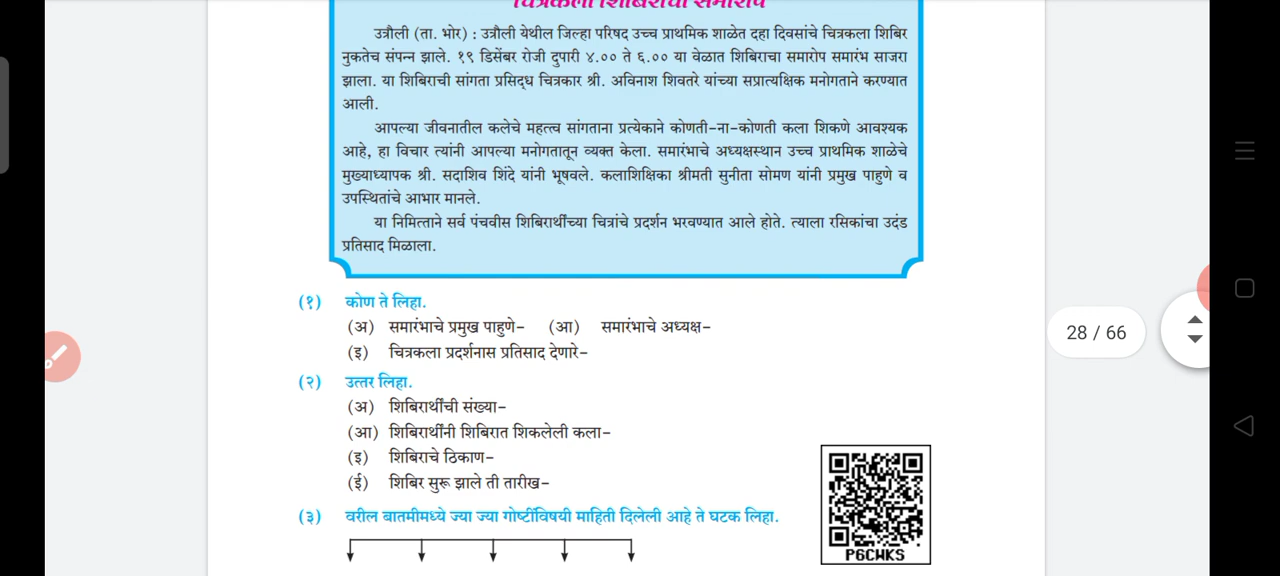 चित्रकला शिबिराचा समारोप
उत्रौली (ता. भोर) : उत्रौली येथील जिल्हा परिषद उच्च प्राथमिक शाळेत दहा दिवसांचे चित्रकला शिबिर
नुकतेच संपन्न झाले. १९ डिसेंबर रोजी दुपारी ४.०० ते ६.०० या वेळात शिबिराचा समारोप समारंभ साजरा
झाला. या शिबिराची सांगता प्रसिद्ध चित्रकार श्री. अविनाश शिवतरे यांच्या सप्रात्यक्षिक मनोगताने करण्यात
आली.
आपल्या जीवनातील कलेचे महत्त्व सांगताना प्रत्येकाने कोणती-ना-कोणती कला शिकणे आवश्यक
आहे, हा विचार त्यांनी आपल्या मनोगतातून व्यक्त केला. समारंभाचे अध्यक्षस्थान उच्च प्राथमिक शाळेचे
मुख्याध्यापक श्री. सदाशिव शिंदे यांनी भूषवले. कलाशिक्षिका श्रीमती सुनीता सोमण यांनी प्रमुख पाहुणे व
उपस्थितांचे आभार मानले.
या निमित्ताने सर्व पंचवीस शिबिरार्थींच्या चित्रांचे प्रदर्शन भरवण्यात आले होते. त्याला रसिकांचा उदंड
प्रतिसाद मिळाला.
(१) कोण ते लिहा.
(अ) समारंभाचे प्रमुख पाहुणे- (आ) समारंभाचे अध्यक्ष-
(इ) चित्रकला प्रदर्शनास प्रतिसाद देणारे-
28 / 66
(२) उत्तर लिहा.
(अ) शिबिरार्थींची संख्या-
(आ) शिबिरार्थींनी शिबिरात शिकलेली कला-
(इ) शिबिराचे ठिकाण-
(ई) शिबिर सुरू झाले ती तारीख-
(३) वरील बातमीमध्ये ज्या ज्या गोष्टींविषयी माहिती दिलेली आहे ते घटक लिहा.
P6CWKS